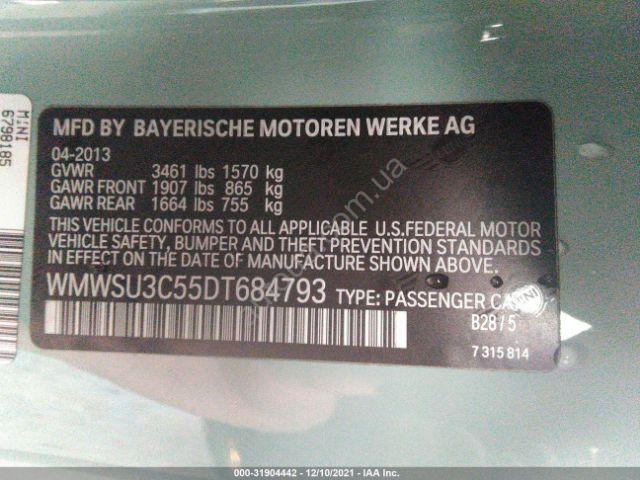 MINI
6798185
MFD BY BAYERISCHE MOTOREN WERKE AG
04-2013
GVWR 3461 lbs 1570 kg
GAWR FRONT 1907 lbs 865 kg
GAWR REAR 1664 lbs 755 kg
THIS VEHICLE CONFORMS TO ALL APPLICABLE U.S.FEDERAL MOTOR
VEHICLE SAFETY, BUMPER AND THEFT PREVENTION STANDARDS
IN EFFECT ON THE DATE OF MANUFACTURE SHOWN ABOVE.
WMWSU3C55DT684793 TYPE: PASSENGER CAR
B28/5
7 315 814
000-31904442 - 12/10/2021 - IAA Inc.